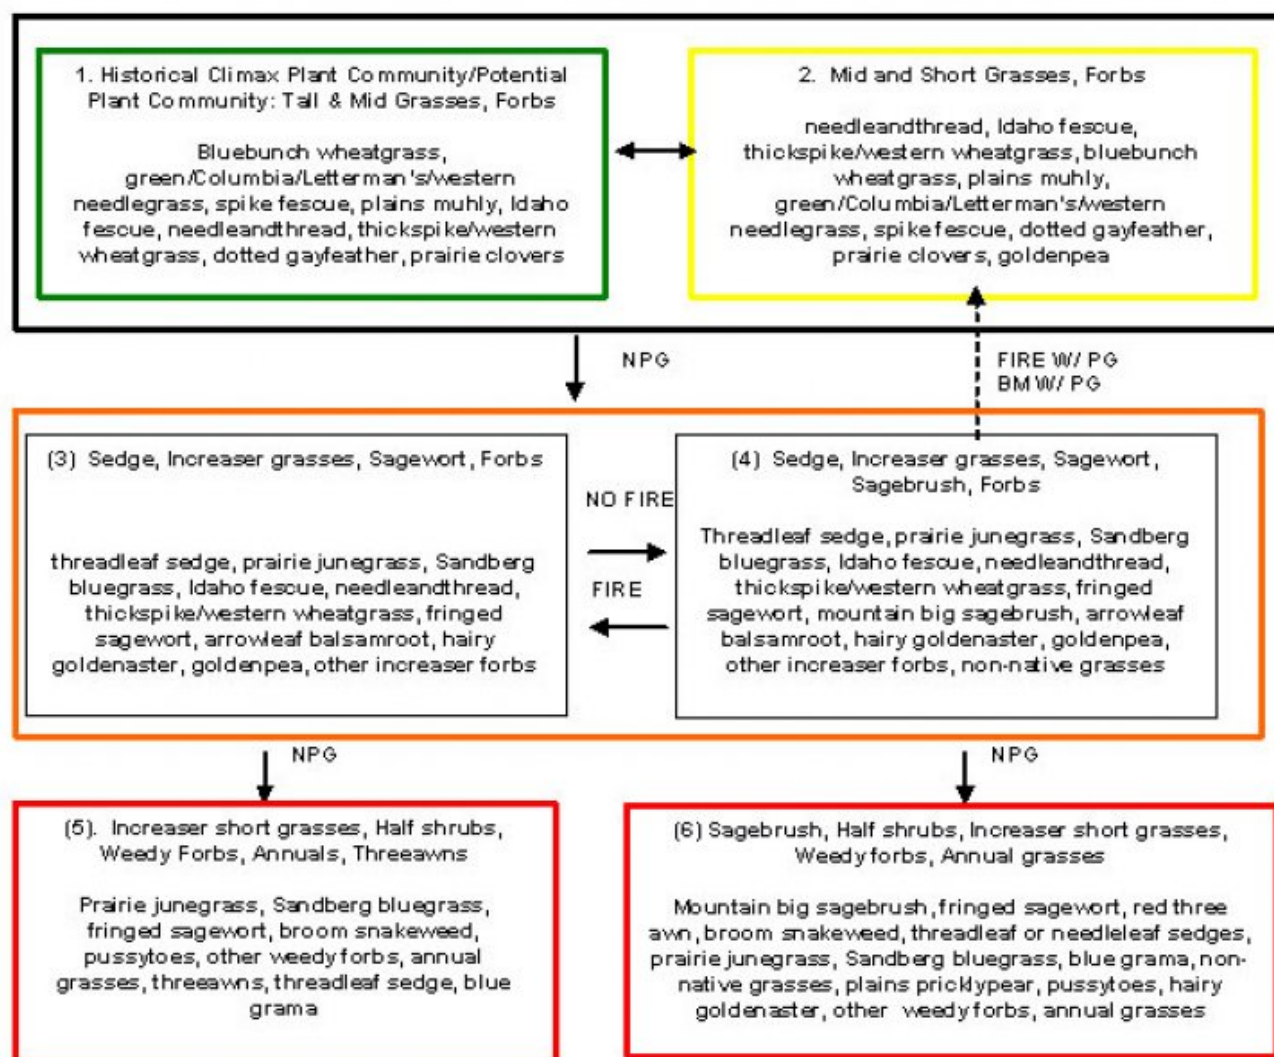 1. Historical Climax Plant Community/Potential
Plant Community: Tall & Mid Grasses, Forbs
Bluebunch wheatgrass,
green/Columbia/Letterman's/western
needlegrass, spike fescue, plains muhly, Idaho
fescue, needleandthread, thickspike/western
wheatgrass, dotted gayfeather, prairie clovers
2. Mid and Short Grasses, Forbs
needleandthread, Idaho fescue,
thickspike/western wheatgrass, bluebunch
wheatgrass, plains muhly,
green/Columbia/Letterman's/western
needlegrass, spike fescue, dotted gayfeather,
prairie clovers, goldenpea
NPG
FIRE W/ PG
BM W/ PG
(3) Sedge, Increaser grasses, Sagewort, Forbs
threadleaf sedge, prairie junegrass, Sandberg
bluegrass, Idaho fescue, needleandthread,
thickspike/western wheatgrass, fringed
sagewort, arrowleaf balsamroot, hairy
goldenaster, goldenpea, other increaser forbs
NO FIRE
FIRE
(4) Sedge, Increaser grasses, Sagewort,
Sagebrush, Forbs
Threadleaf sedge, prairie junegrass, Sandberg
bluegrass, Idaho fescue, needleandthread,
thickspike/western wheatgrass, fringed
sagewort, mountain big sagebrush, arrowleaf
balsamroot, hairy goldenaster, goldenpea,
other increaser forbs, non-native grasses
NPG
NPG
(5). Increaser short grasses, Half shrubs,
Weedy Forbs, Annuals, Threeawns
Prairie junegrass, Sandberg bluegrass,
fringed sagewort, broom snakeweed,
pussytoes, other weedy forbs, annual
grasses, threeawns, threadleaf sedge, blue
grama
(6) Sagebrush, Half shrubs, Increaser short grasses,
Weedy forbs, Annual grasses
Mountain big sagebrush, fringed sagewort, red three
awn, broom snakeweed, threadleaf or needleleaf sedges,
prairie junegrass, Sandberg bluegrass, blue grama, non-
native grasses, plains pricklypear, pussytoes, hairy
goldenaster, other weedy forbs, annual grasses